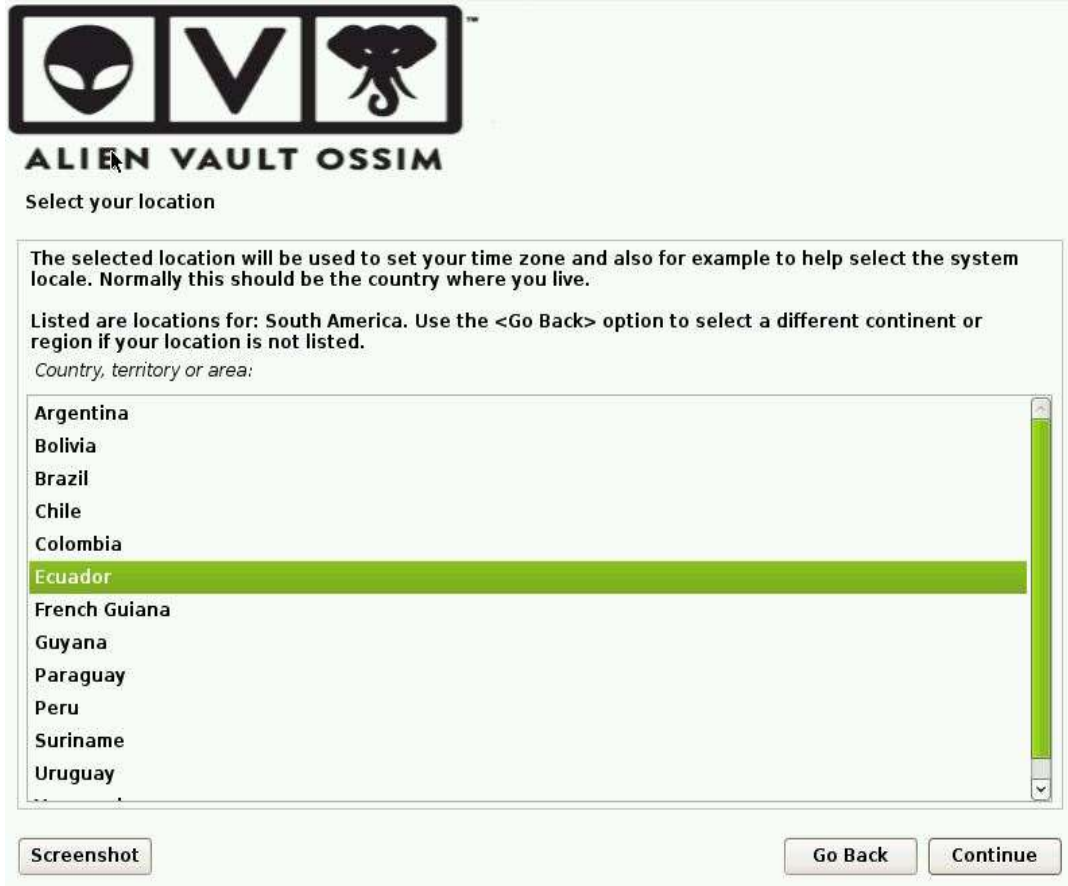 ™
ALIEN VAULT OSSIM
Select your location
The selected location will be used to set your time zone and also for example to help select the system
locale. Normally this should be the country where you live.
Listed are locations for: South America. Use the <Go Back> option to select a different continent or
region if your location is not listed.
Country, territory or area:
Argentina
Bolivia
Brazil
Chile
Colombia
Ecuador
French Guiana
Guyana
Paraguay
Peru
Suriname
Uruguay
Screenshot
Go Back
Continue